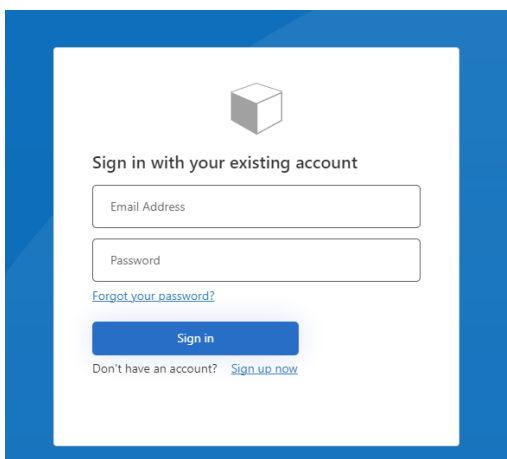 Sign in with your existing account
Email Address
Password
Forgot your password?
Sign in
Don't have an account? Sign up now